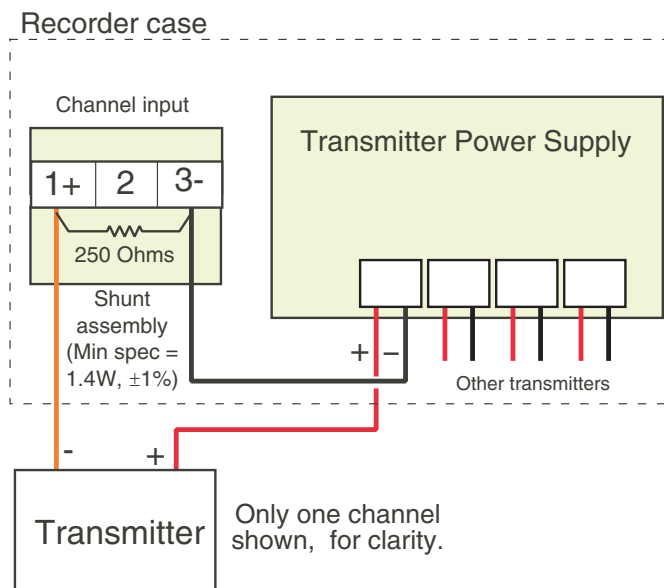 Recorder case
Channel input
1+ 2 3-
250 Ohms
Shunt
assembly
(Min spec =
1.4W, ±1%)
Transmitter Power Supply
+ –
Other transmitters
- +
Transmitter
Only one channel
shown, for clarity.